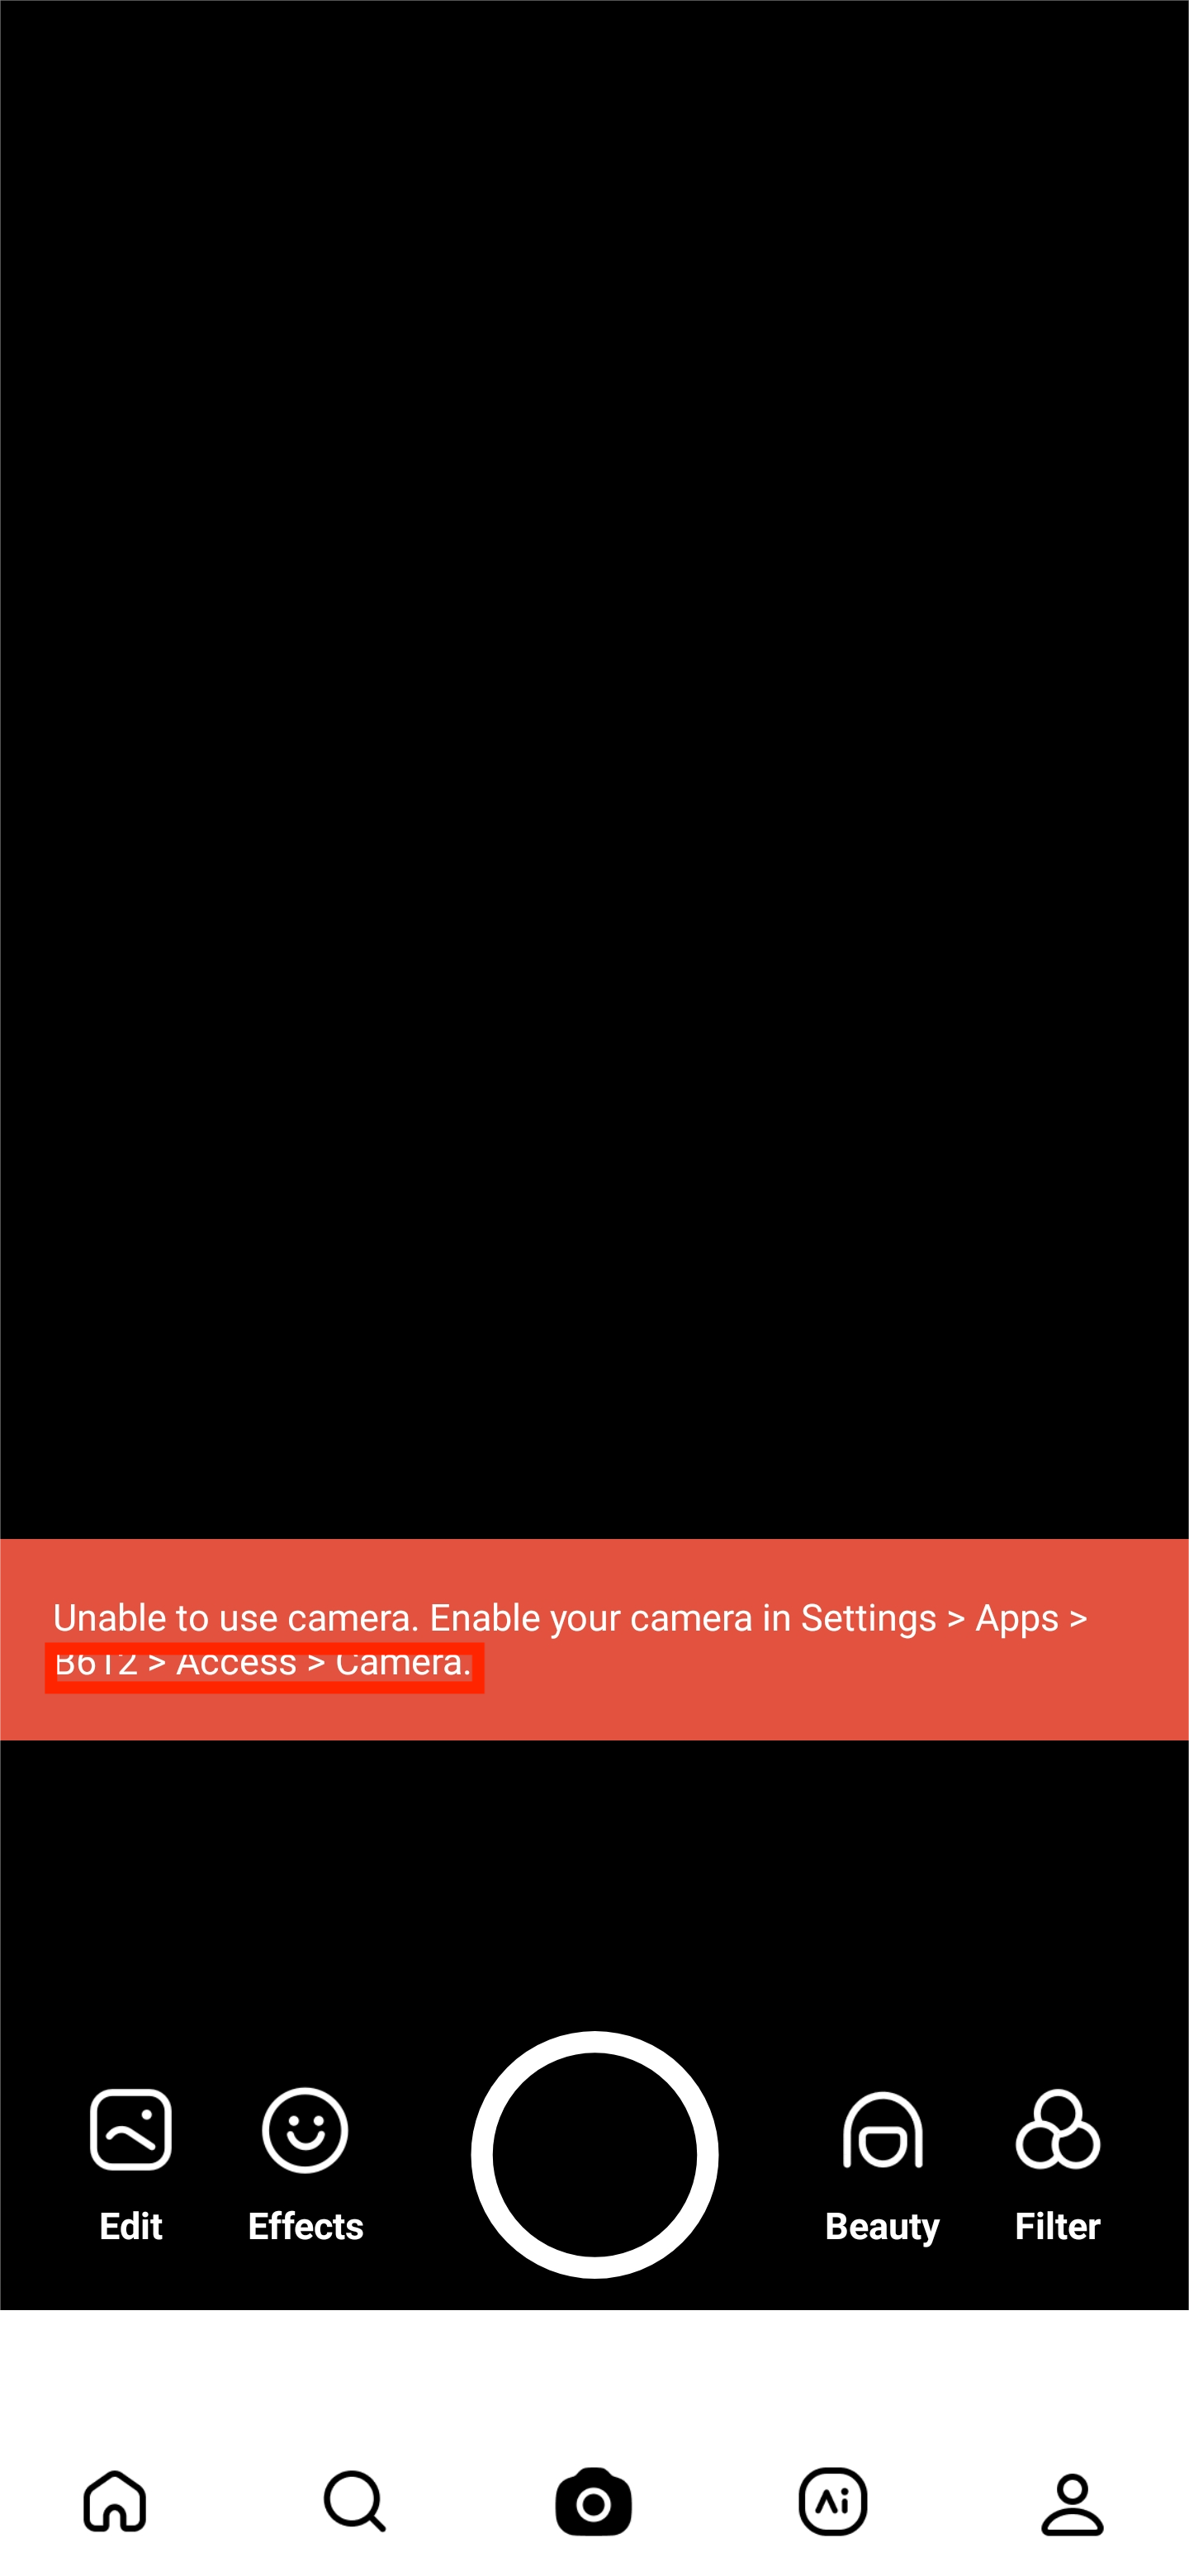 Unable to use camera. Enable your camera in Settings > Apps >
B612 > Access > Camera.
Edit Effects Beauty Filter
Ai